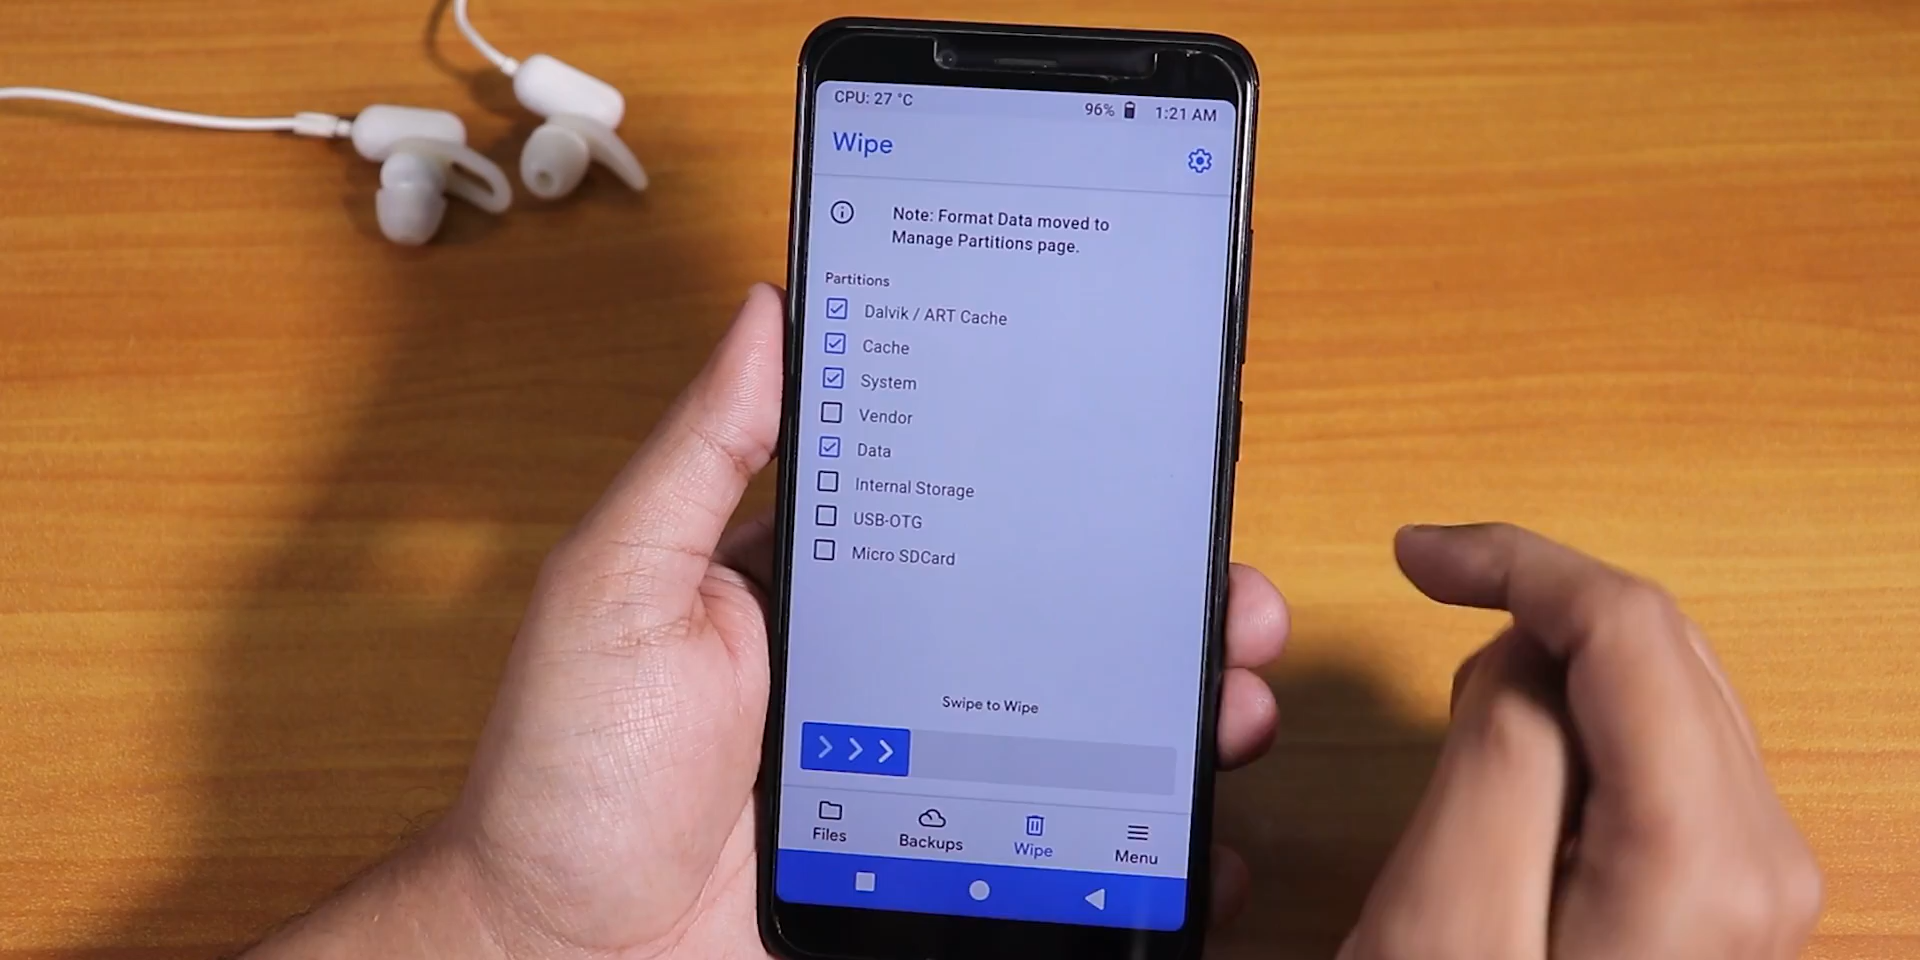 CPU: 27 °C
96%
1:21 AM
Wipe
Note: Format Data moved to
Manage Partitions page.
Partitions
Dalvik / ART Cache
Cache
System
Vendor
Data
Internal Storage
USB-OTG
Micro SDCard
Swipe to Wipe
Files
Backups
Wipe
Menu